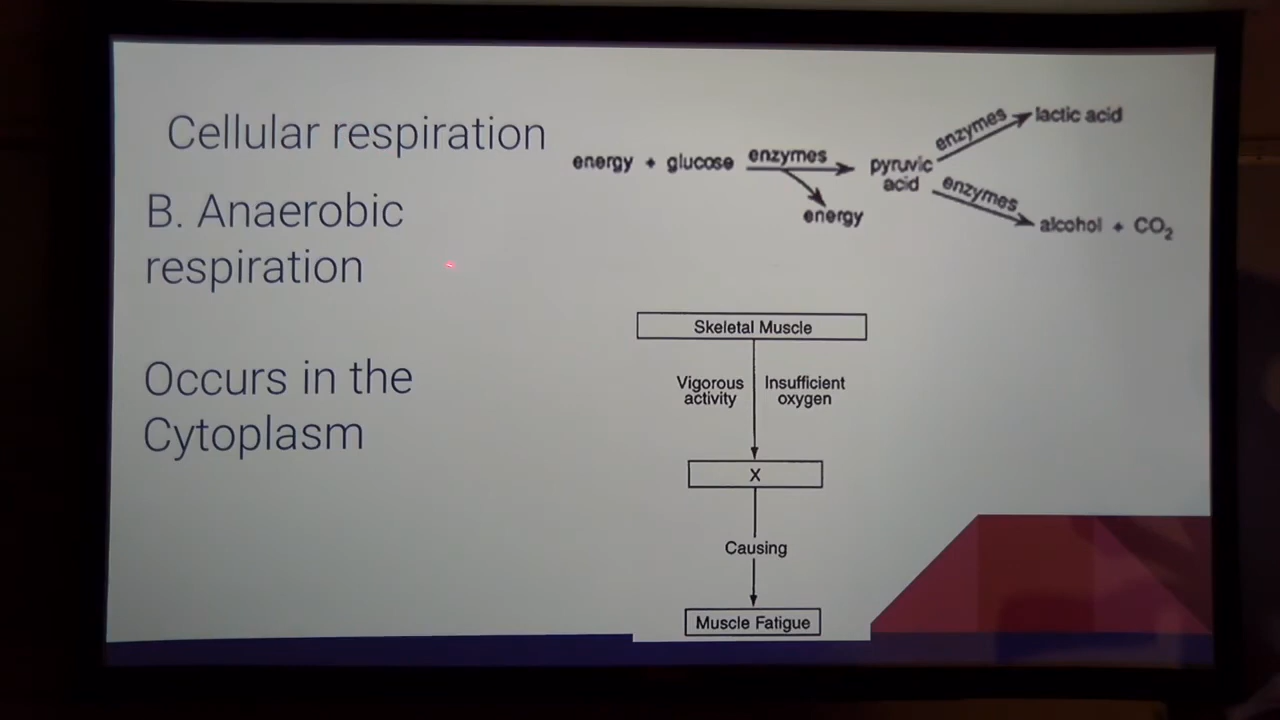 Cellular respiration
B. Anaerobic
respiration
Occurs in the
Cytoplasm
energy + glucose
enzymes
energy
pyruvic
acid
enzymes
lactic acid
enzymes
alcohol + CO₂
Skeletal Muscle
Vigorous
activity
Insufficient
oxygen
X
Causing
Muscle Fatigue